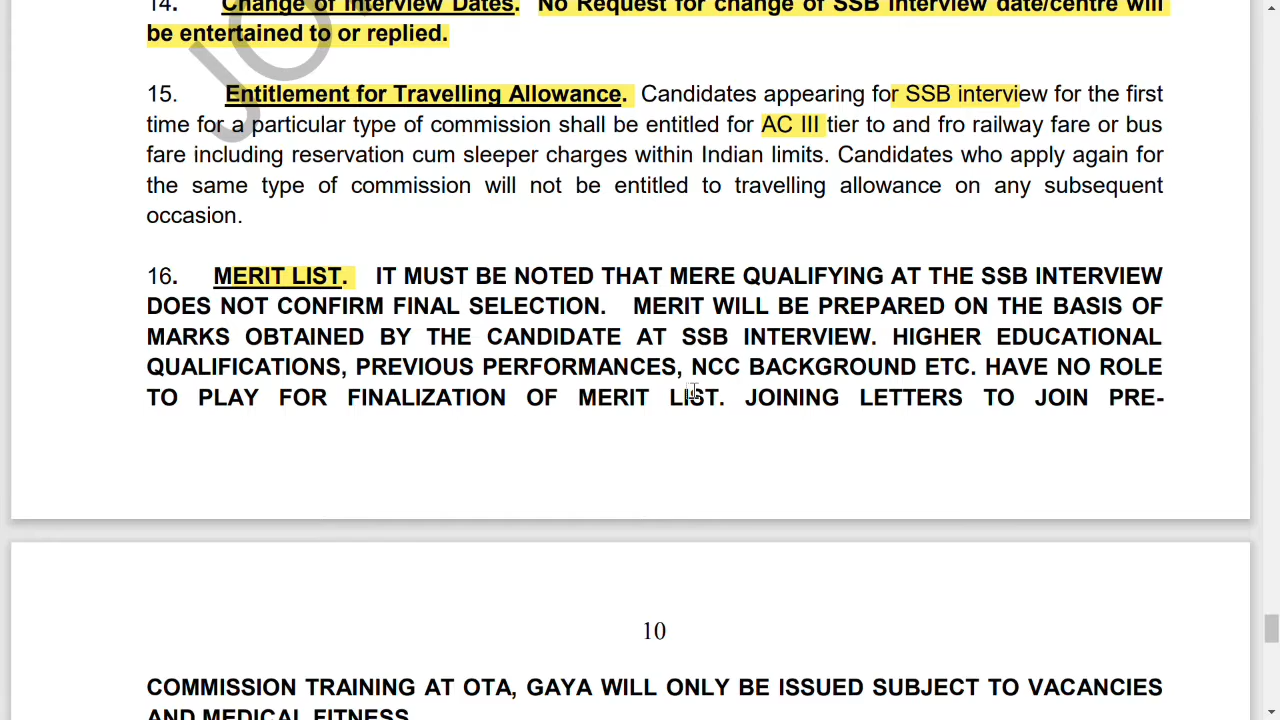 14. Change of Interview Dates. No Request for change of SSB interview date/centre will
be entertained to or replied.
JO
15. Entitlement for Travelling Allowance. Candidates appearing for SSB interview for the first
time for a particular type of commission shall be entitled for AC III tier to and fro railway fare or bus
fare including reservation cum sleeper charges within Indian limits. Candidates who apply again for
the same type of commission will not be entitled to travelling allowance on any subsequent
occasion.
16. MERIT LIST. IT MUST BE NOTED THAT MERE QUALIFYING AT THE SSB INTERVIEW
DOES NOT CONFIRM FINAL SELECTION. MERIT WILL BE PREPARED ON THE BASIS OF
MARKS OBTAINED BY THE CANDIDATE AT SSB INTERVIEW. HIGHER EDUCATIONAL
QUALIFICATIONS, PREVIOUS PERFORMANCES, NCC BACKGROUND ETC. HAVE NO ROLE
TO PLAY FOR FINALIZATION OF MERIT LIST. JOINING LETTERS TO JOIN PRE-
10
COMMISSION TRAINING AT OTA, GAYA WILL ONLY BE ISSUED SUBJECT TO VACANCIES
AND MEDICAL FITNESS.